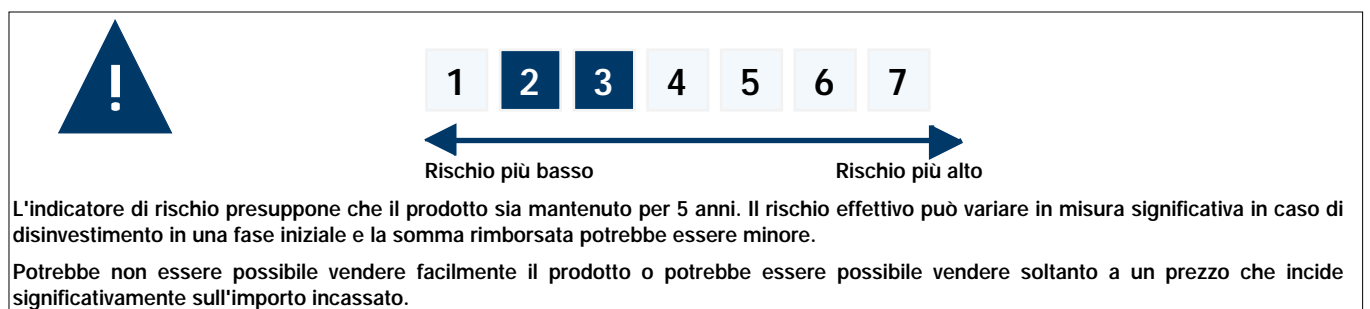 !
1 2 3 4 5 6 7
Rischio più basso Rischio più alto
L'indicatore di rischio presuppone che il prodotto sia mantenuto per 5 anni. Il rischio effettivo può variare in misura significativa in caso di
disinvestimento in una fase iniziale e la somma rimborsata potrebbe essere minore.
Potrebbe non essere possibile vendere facilmente il prodotto o potrebbe essere possibile vendere soltanto a un prezzo che incide
significativamente sull'importo incassato.